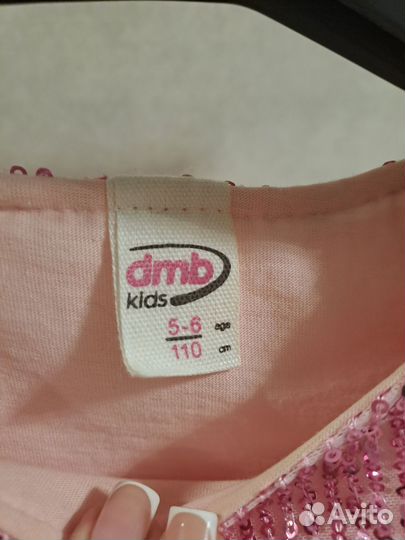 dmb
kids
5-6 age
110 cm
Avito